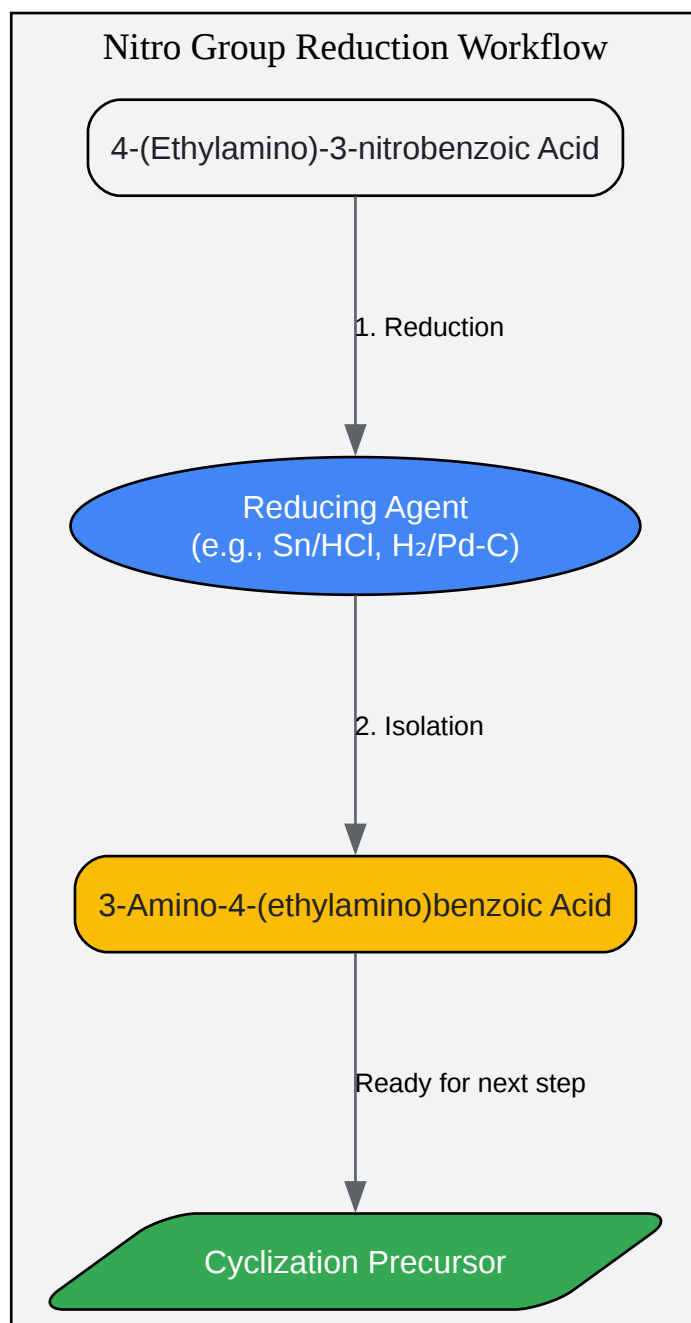 Nitro Group Reduction Workflow
4-(Ethylamino)-3-nitrobenzoic Acid
1. Reduction
Reducing Agent
(e.g., Sn/HCl, H₂/Pd-C)
2. Isolation
3-Amino-4-(ethylamino)benzoic Acid
Ready for next step
Cyclization Precursor